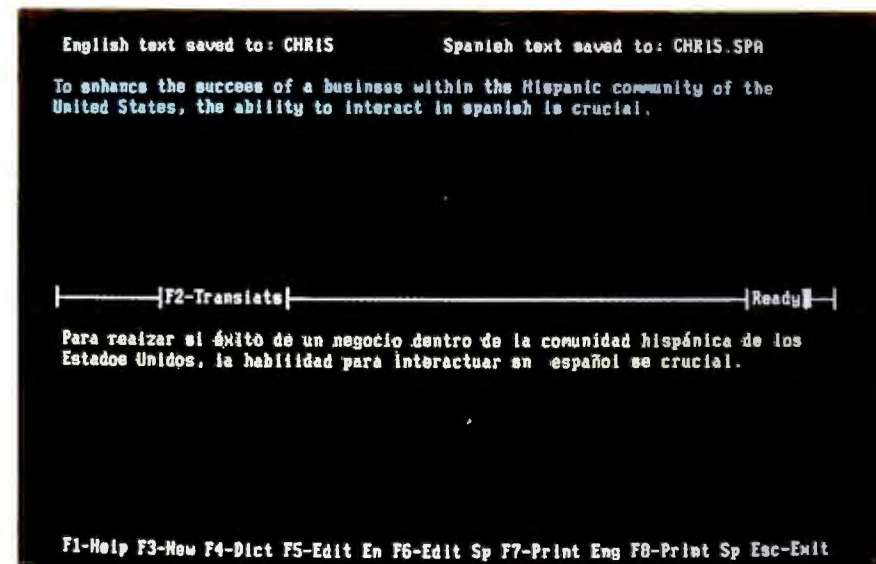 English text saved to: CHRIS Spanish text saved to: CHRIS.SPA
To enhance the success of a business within the Hispanic community of the
United States, the ability to interact in spanish is crucial.
F2-Translate Ready
Para realzar el éxito de un negocio dentro de la comunidad hispánica de los
Estados Unidos, la habilidad para interactuar en español es crucial.
F1-Help F3-New F4-Dict F5-Edit En F6-Edit Sp F7-Print Eng F8-Print Sp Esc-Exit